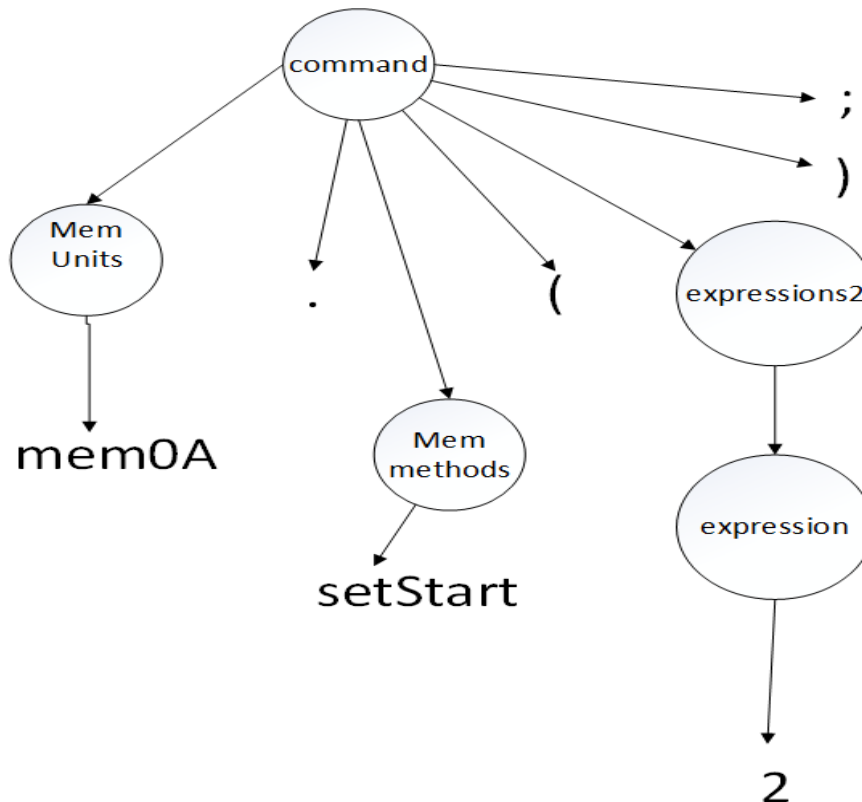 command
;
)
Mem
Units
.
(
expressions2
mem0A
Mem
methods
expression
setStart
2